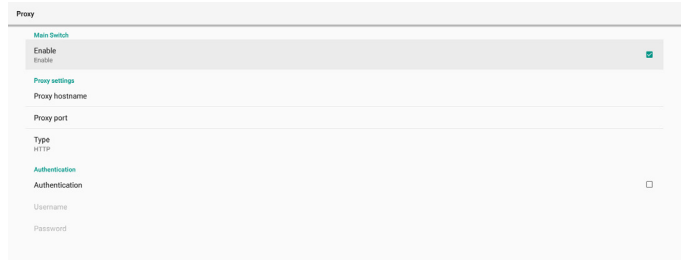 Proxy
Main Switch
Enable
Enable
Proxy settings
Proxy hostname
Proxy port
Type
HTTP
Authentication
Authentication
Username
Password